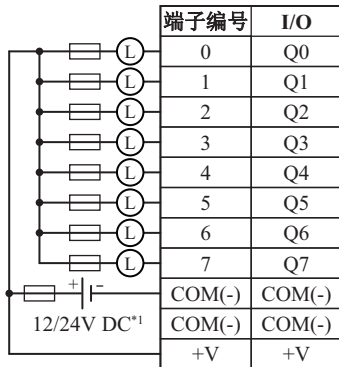 端子编号 I/O
L 0 Q0
L 1 Q1
L 2 Q2
L 3 Q3
L 4 Q4
L 5 Q5
L 6 Q6
L 7 Q7
+ - COM(-) COM(-)
12/24V DC*1 COM(-) COM(-)
+V +V